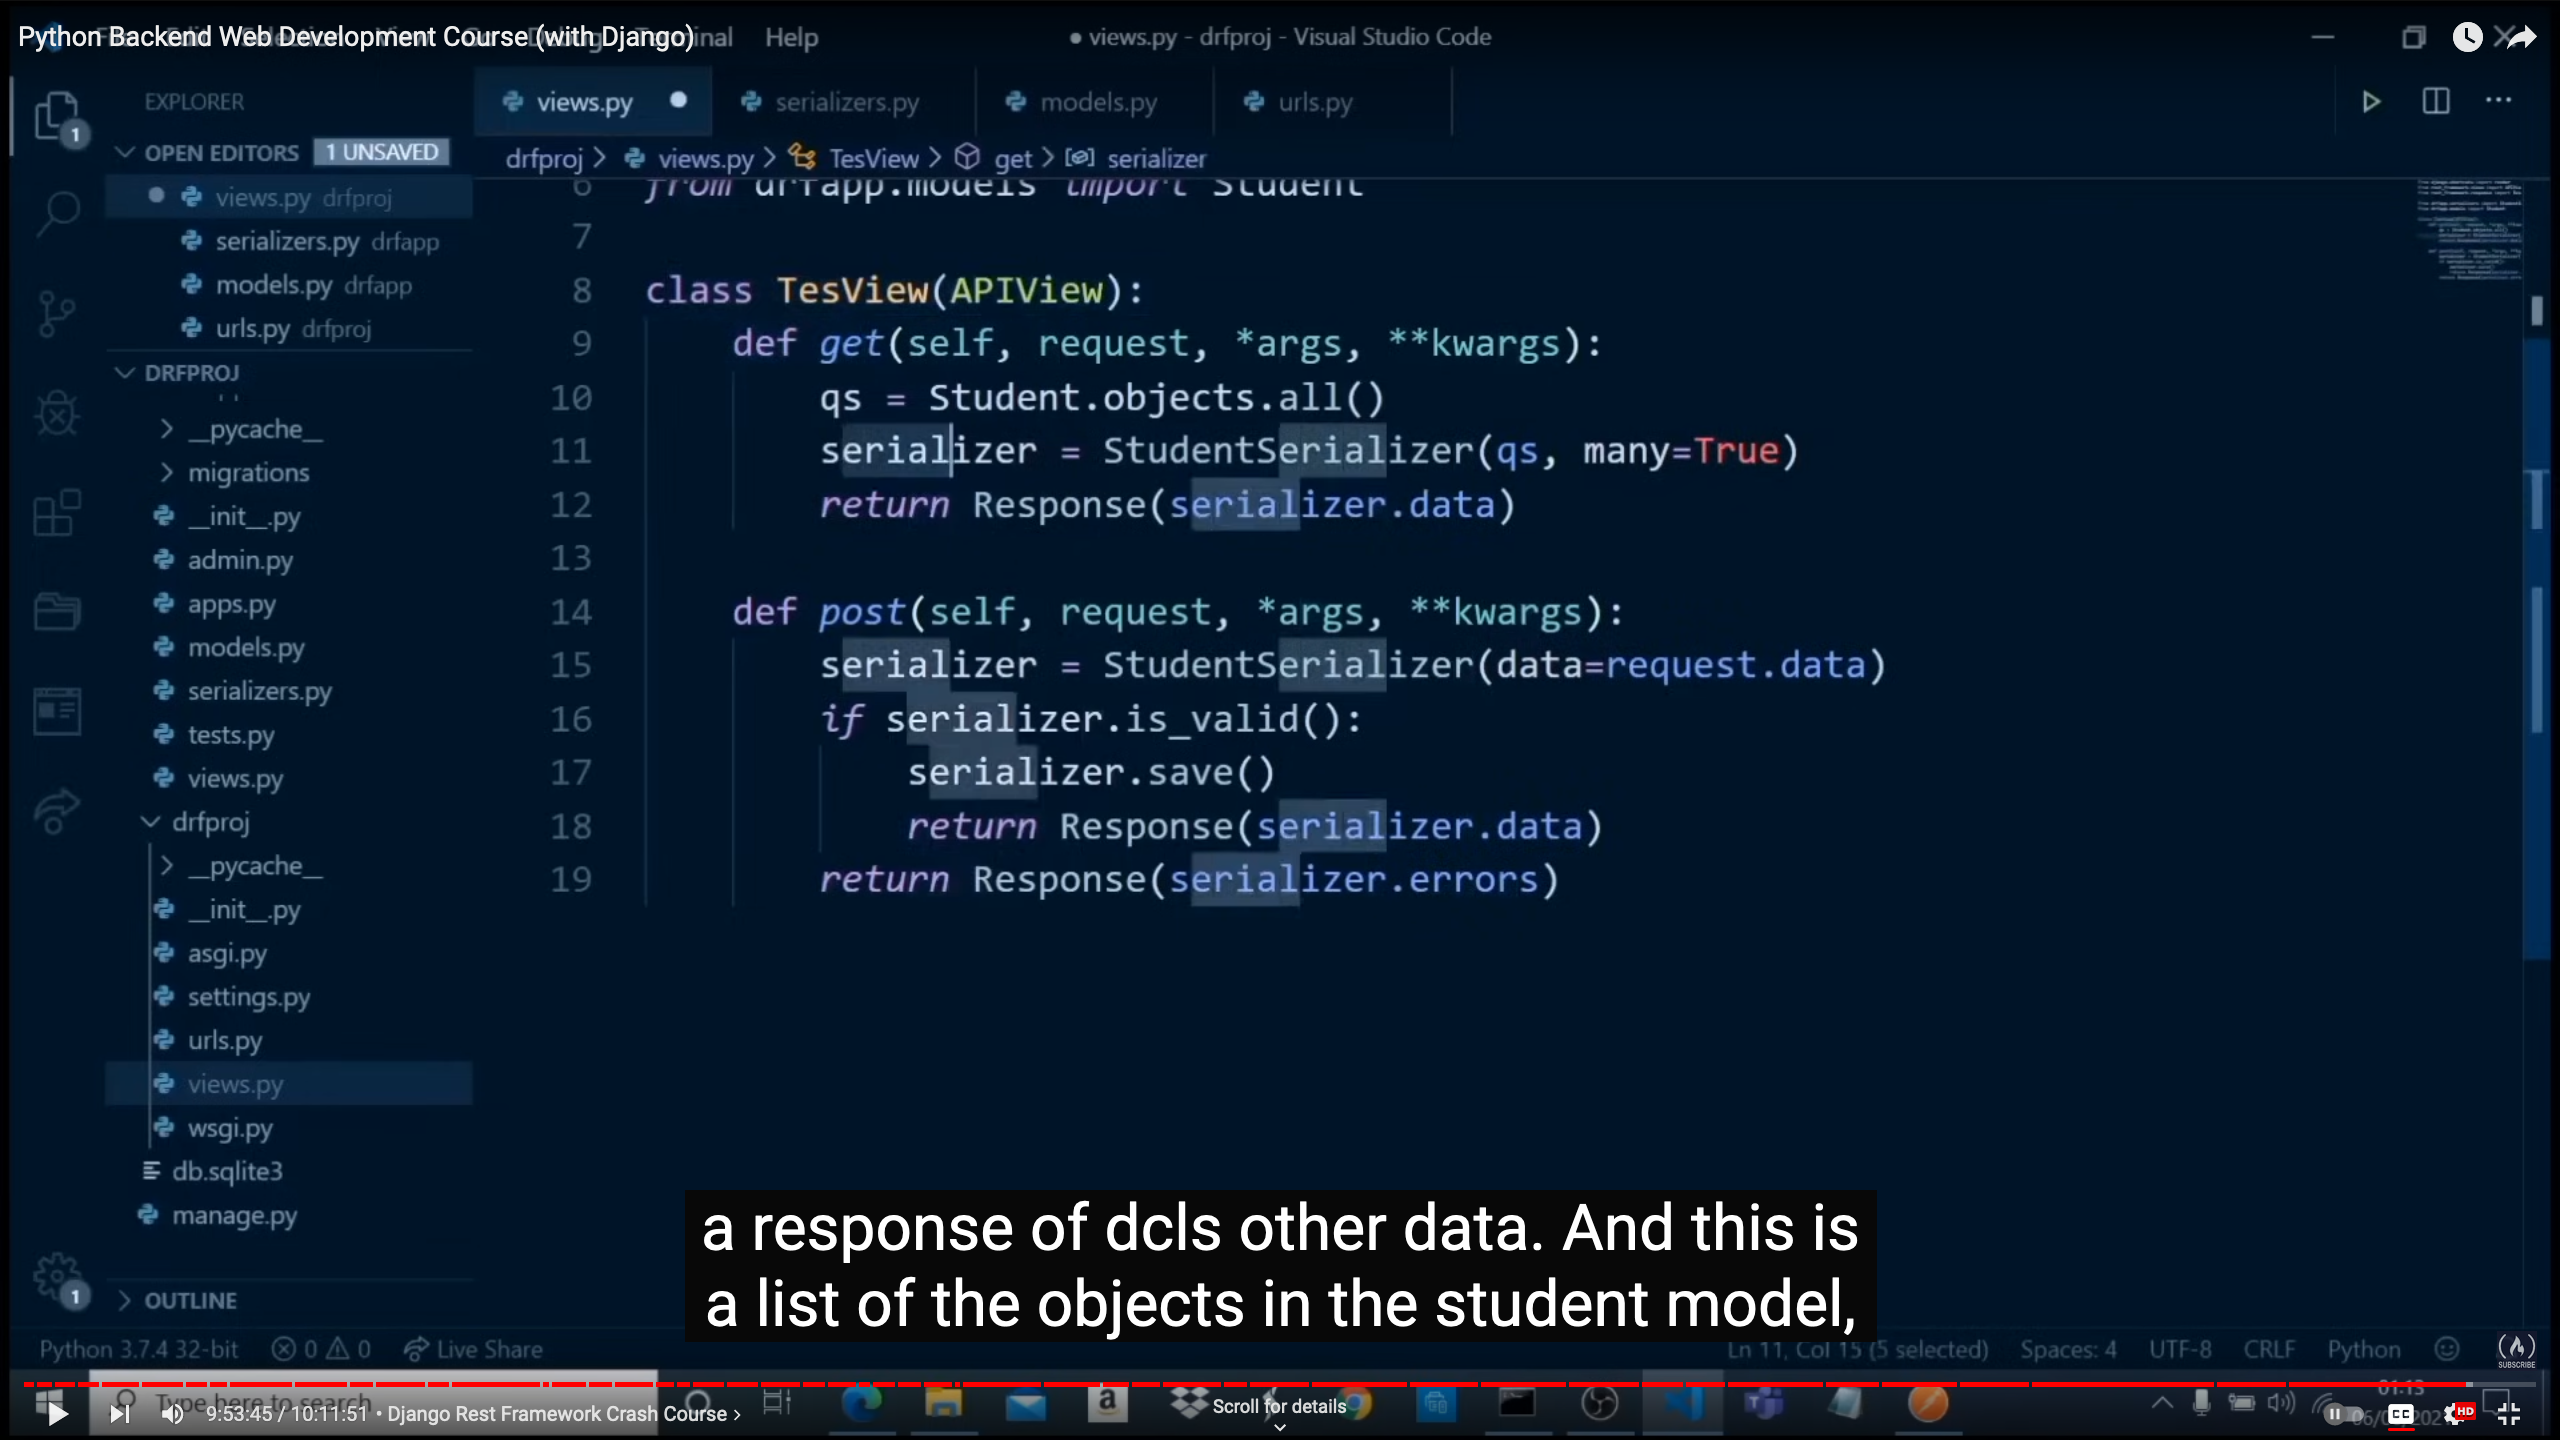 Python Backend Web Development Course (with Django)
Help
● views.py - drfproj - Visual Studio Code
EXPLORER
views.py
serializers.py
models.py
urls.py
OPEN EDITORS 1 UNSAVED
drfproj > views.py > TesView > get > serializer
views.py drfproj
serializers.py drfapp
models.py drfapp
urls.py drfproj
DRFPROJ
__pycache__
migrations
__init__.py
admin.py
apps.py
models.py
serializers.py
tests.py
views.py
drfproj
__pycache__
__init__.py
asgi.py
settings.py
urls.py
views.py
wsgi.py
db.sqlite3
manage.py
OUTLINE
6 from drfapp.models import Student
7
8 class TesView(APIView):
9 def get(self, request, *args, **kwargs):
10 qs = Student.objects.all()
11 serializer = StudentSerializer(qs, many=True)
12 return Response(serializer.data)
13
14 def post(self, request, *args, **kwargs):
15 serializer = StudentSerializer(data=request.data)
16 if serializer.is_valid():
17 serializer.save()
18 return Response(serializer.data)
19 return Response(serializer.errors)
a response of dcls other data. And this is
a list of the objects in the student model,
Python 3.7.4 32-bit 0 0 Live Share
Ln 11, Col 15 (5 selected) Spaces: 4 UTF-8 CRLF Python
SUBSCRIBE
Type here to search
01:13
9:53:45 / 10:11:51 • Django Rest Framework Crash Course >
Scroll for details
CC
HD